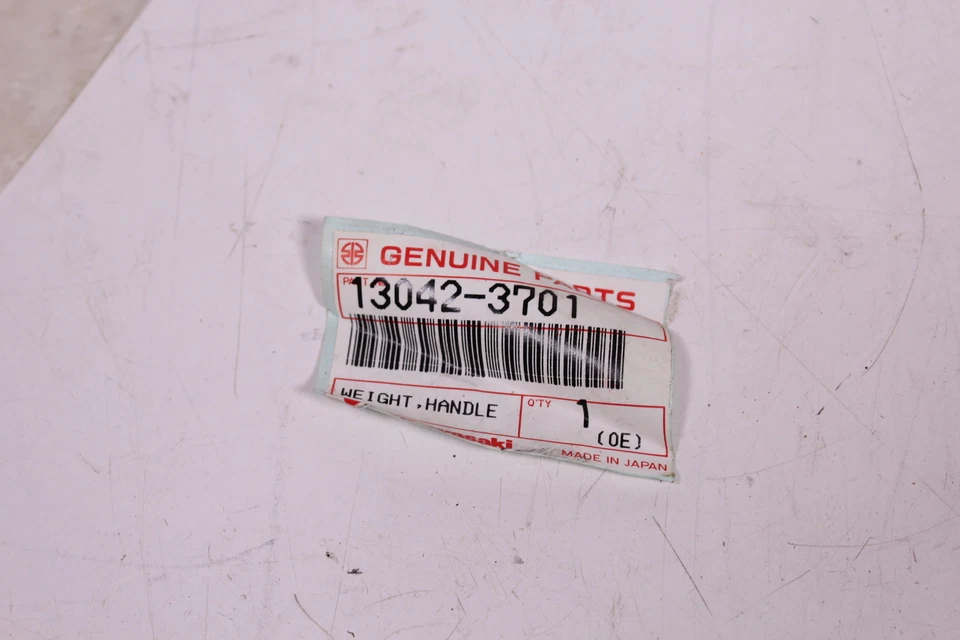 GENUINE PARTS
13042-3701
WEIGHT,HANDLE
Q'TY
1
(OE)
MADE IN JAPAN